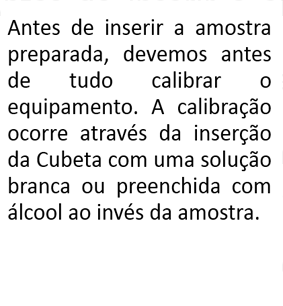 Antes de inserir a amostra
preparada, devemos antes
de tudo calibrar o
equipamento. A calibração
ocorre através da inserção
da Cubeta com uma solução
branca ou preenchida com
álcool ao invés da amostra.